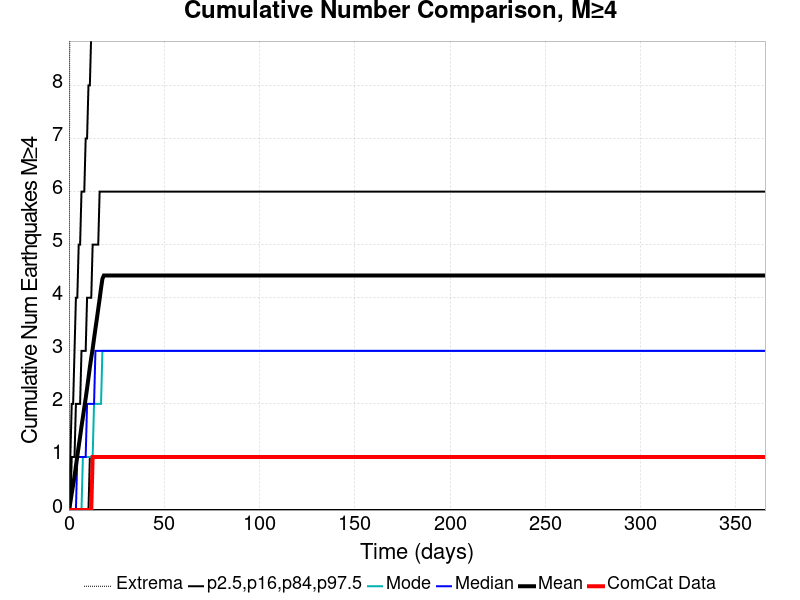 Cumulative Number Comparison, M≥4
Cumulative Num Earthquakes M≥4
8
7
6
5
4
3
2
1
0
0 50 100 150 200 250 300 350
Time (days)
Extrema p2.5,p16,p84,p97.5 Mode Median Mean ComCat Data